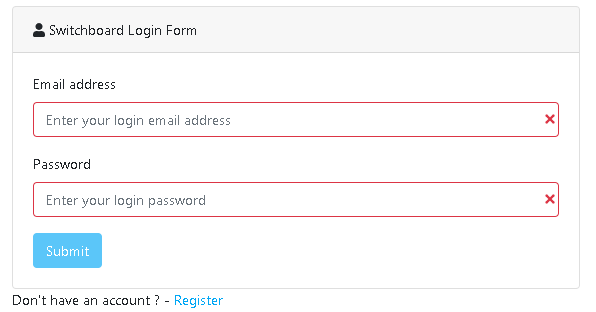 Switchboard Login Form
Email address
Enter your login email address
Password
Enter your login password
Submit
Don't have an account ? - Register